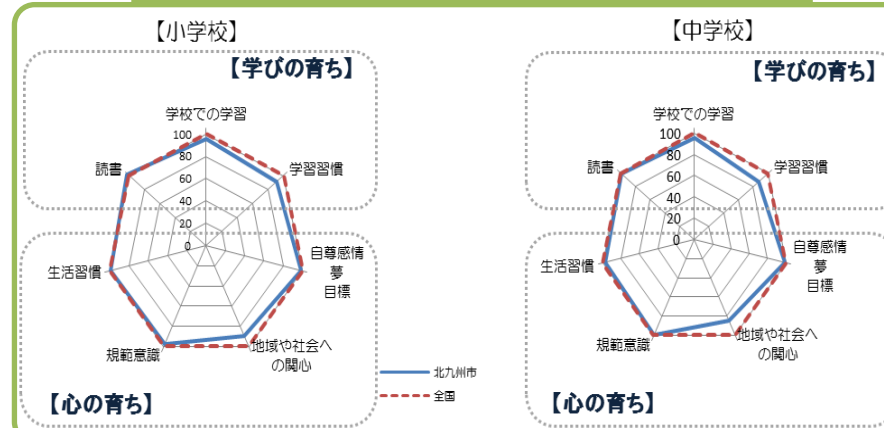 【小学校】
【学びの育ち】
学校での学習
100
80
60
40
20
0
学習習慣
自尊感情
夢
目標
地域や社会へ
の関心
規範意識
生活習慣
読書
【心の育ち】
北九州市
全国
【中学校】
【学びの育ち】
学校での学習
100
80
60
40
20
0
学習習慣
自尊感情
夢
目標
地域や社会へ
の関心
規範意識
生活習慣
読書
【心の育ち】